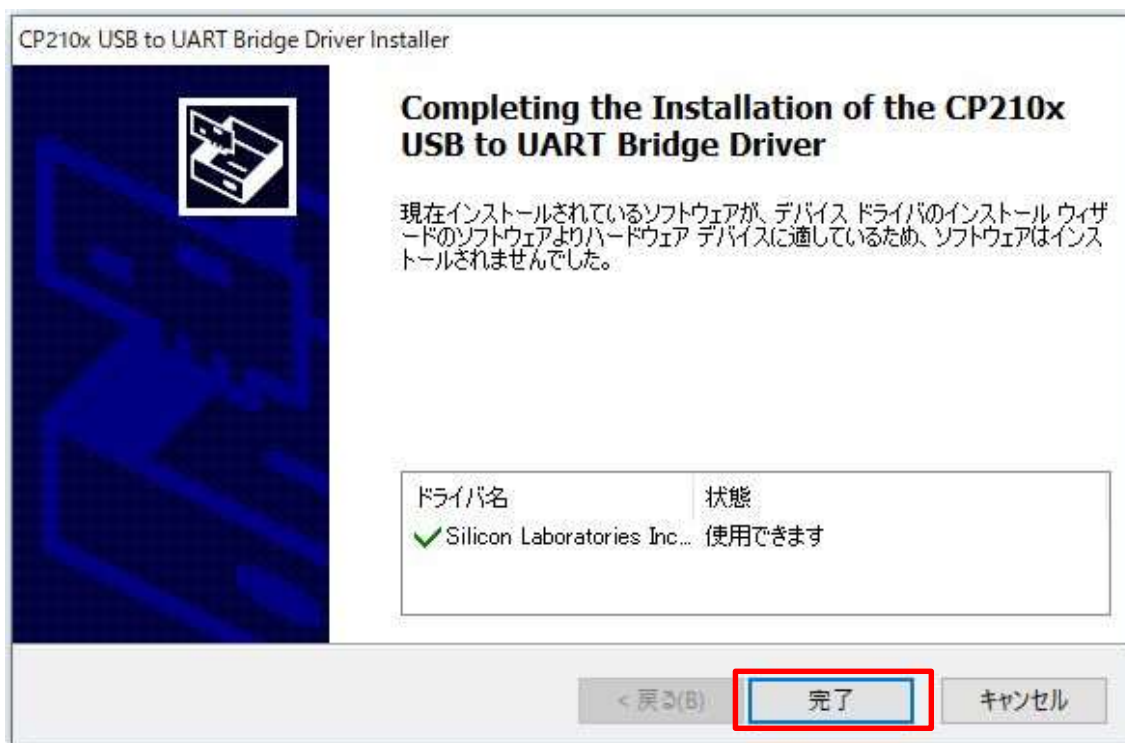 CP210x USB to UART Bridge Driver Installer
Completing the Installation of the CP210x
USB to UART Bridge Driver
現在インストールされているソフトウェアが、デバイス ドライバのインストール ウィザ
ードのソフトウェアよりハードウェア デバイスに適しているため、ソフトウェアはインス
トールされませんでした。
ドライバ名 状態
Silicon Laboratories Inc... 使用できます
< 戻る(B) 完了 キャンセル